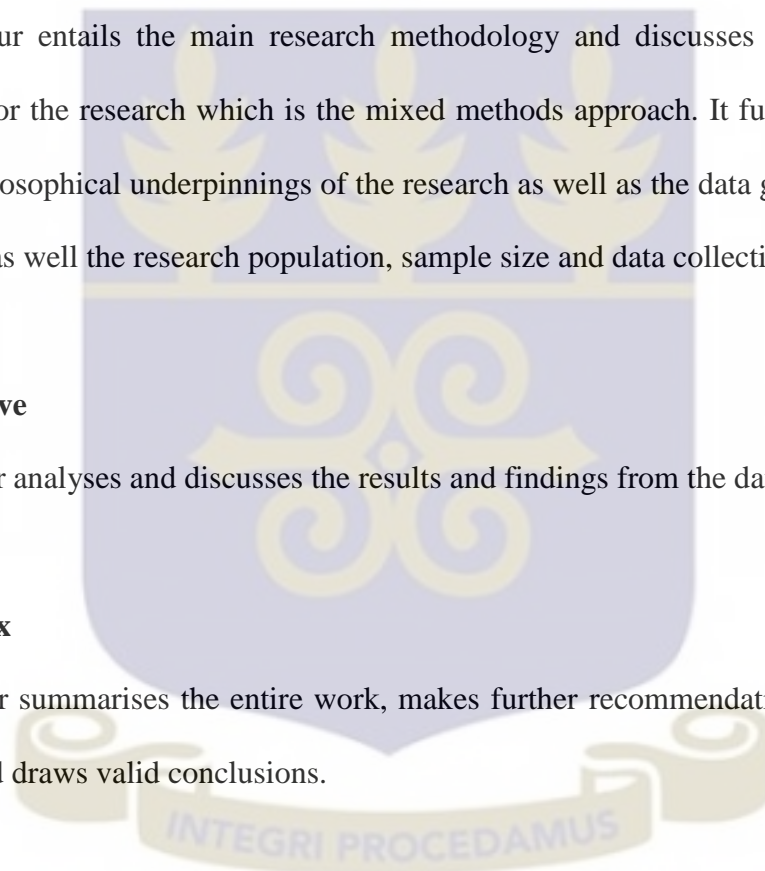 ur entails the main research methodology and discusses
or the research which is the mixed methods approach. It fu
osophical underpinnings of the research as well as the data g
as well the research population, sample size and data collecti
ve
r analyses and discusses the results and findings from the da
x
r summarises the entire work, makes further recommendati
d draws valid conclusions.
INTEGRI PROCEDAMUS